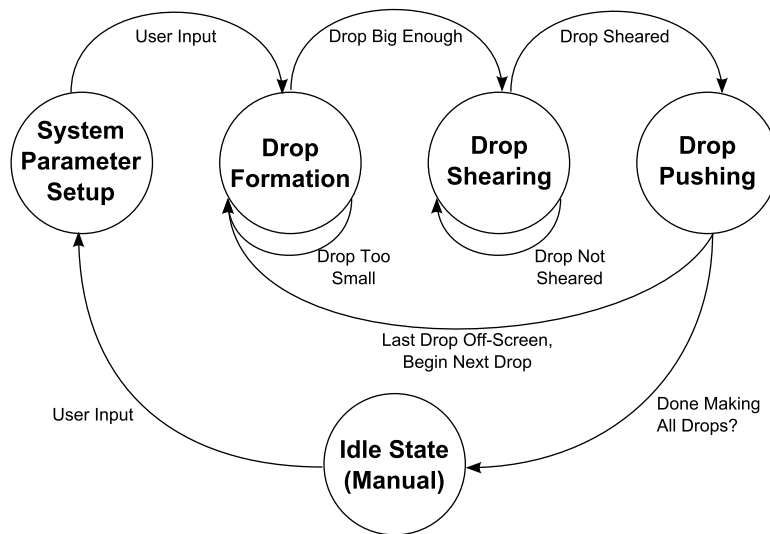 User Input
Drop Big Enough
Drop Sheared
System
Parameter
Setup
Drop
Formation
Drop
Shearing
Drop
Pushing
Drop Too
Small
Drop Not
Sheared
Last Drop Off-Screen,
Begin Next Drop
User Input
Done Making
All Drops?
Idle State
(Manual)